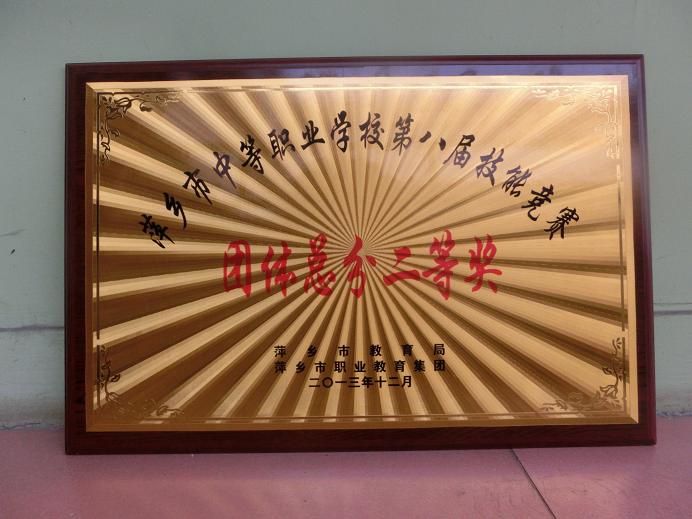 萍乡市中等职业学校第八届技能竞赛
团体总分二等奖
萍乡市教育局
萍乡市职业教育集团
二〇一三年十二月